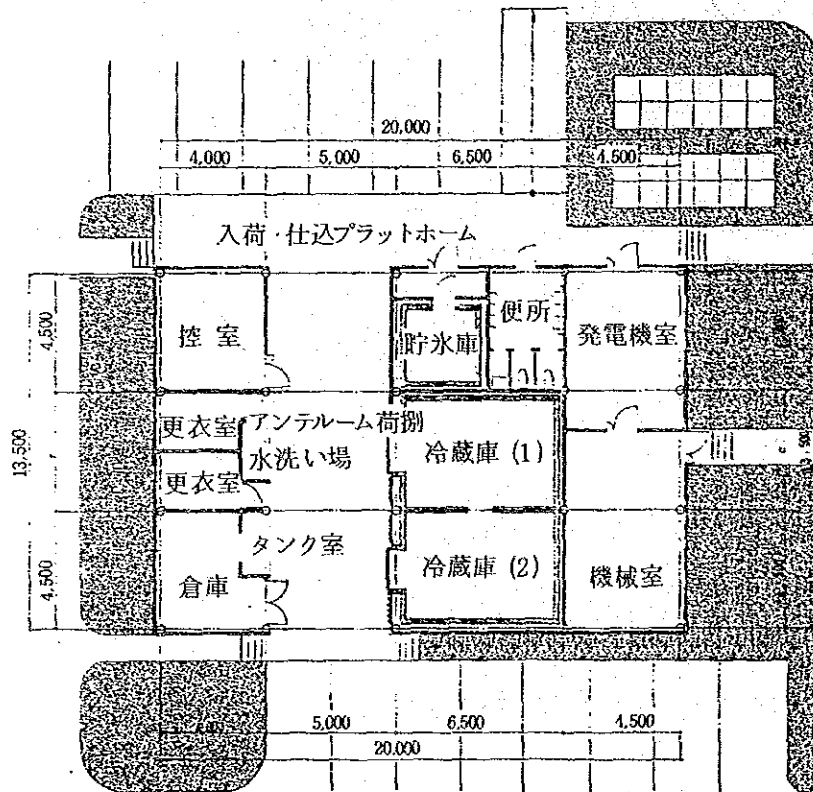 20,000
4,000 5,000 6,500 4,500
入荷・仕込プラットホーム
4,500
控室
貯氷庫
便所
発電機室
13,500
更衣室
アンテルーム荷捌
水洗い場
冷蔵庫 (1)
更衣室
4,500
タンク室
倉庫
冷蔵庫 (2)
機械室
5,000 6,500 4,500
20,000